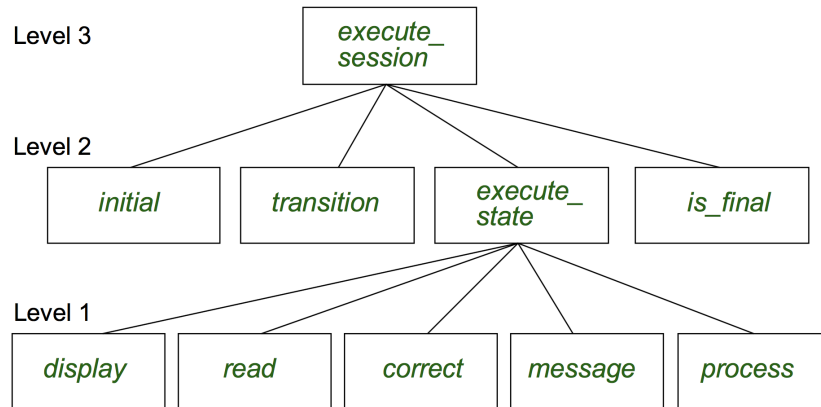 Level 3
execute_
session
Level 2
initial
transition
execute_
state
is_final
Level 1
display
read
correct
message
process